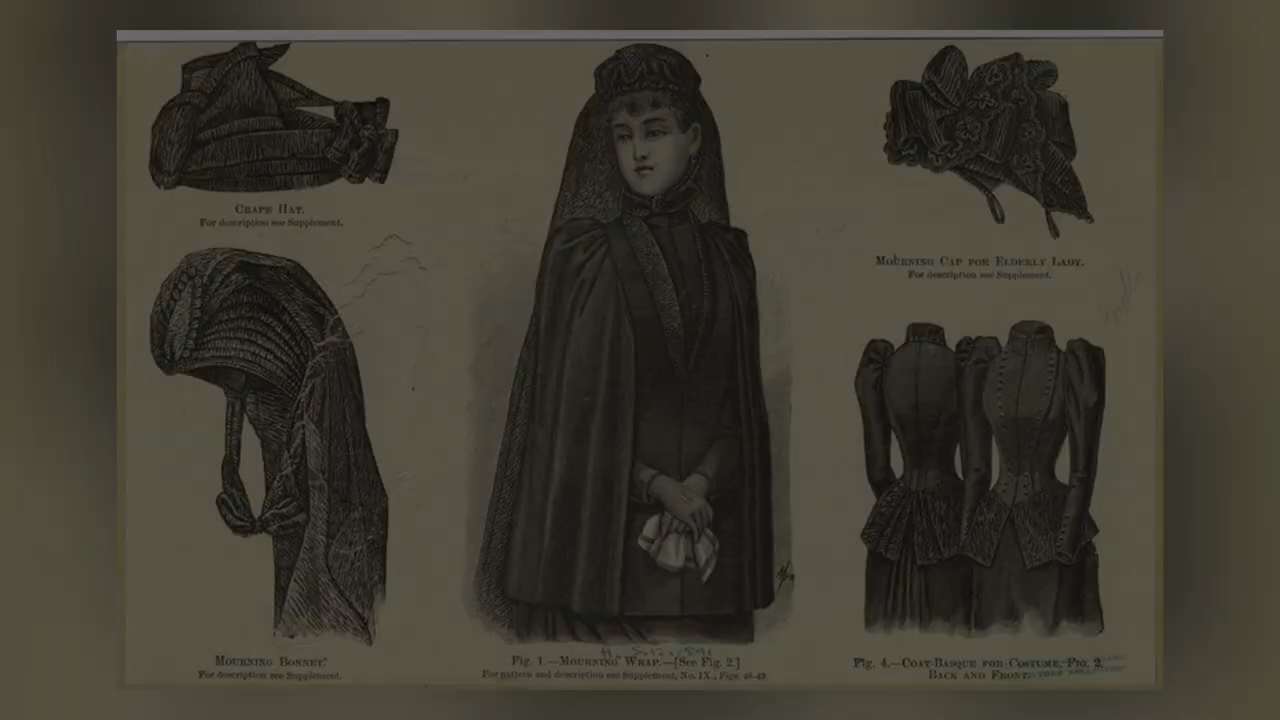 Crape Hat.
For description see Supplement.
Mourning Cap for Elderly Lady.
For description see Supplement.
Mourning Bonnet.
For description see Supplement.
Fig. 1.—Mourning Wrap.—[See Fig. 2.]
For pattern and description see Supplement, No. IX., Figs. 48-49.
Fig. 4.—Coat-Basque for Costume, Fig. 2.
Back and Front.